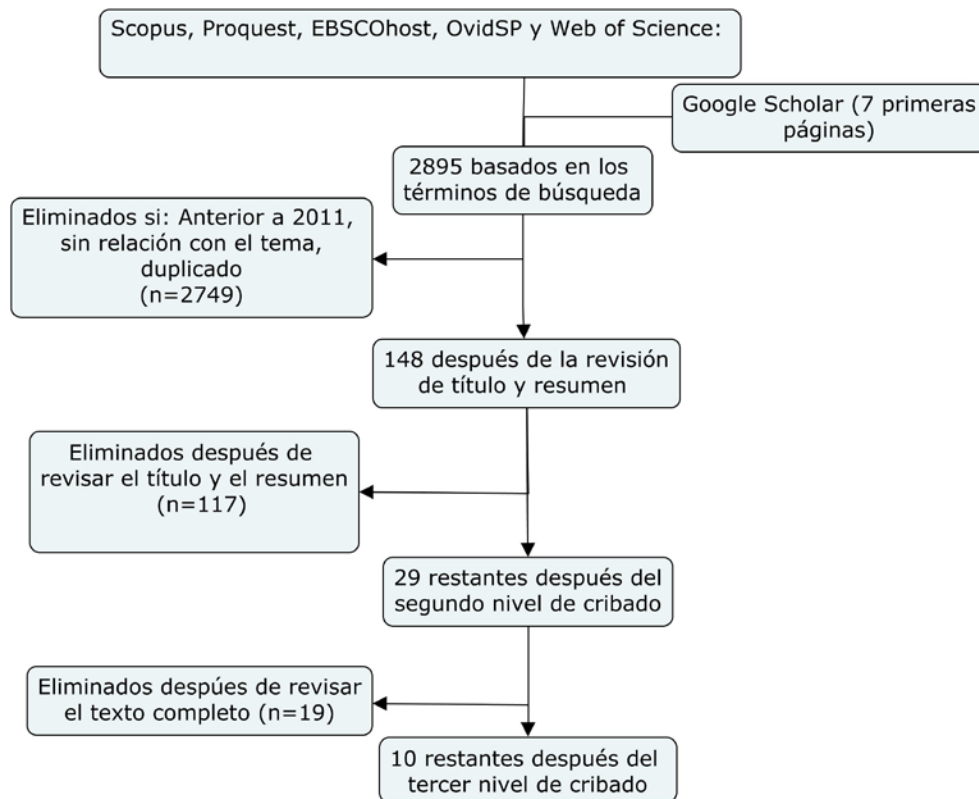 Scopus, Proquest, EBSCOhost, OvidSP y Web of Science:
Google Scholar (7 primeras
páginas)
2895 basados en los
términos de búsqueda
Eliminados si: Anterior a 2011,
sin relación con el tema,
duplicado
(n=2749)
148 después de la revisión
de título y resumen
Eliminados después de
revisar el título y el resumen
(n=117)
29 restantes después del
segundo nivel de cribado
Eliminados despúes de revisar
el texto completo (n=19)
10 restantes después del
tercer nivel de cribado